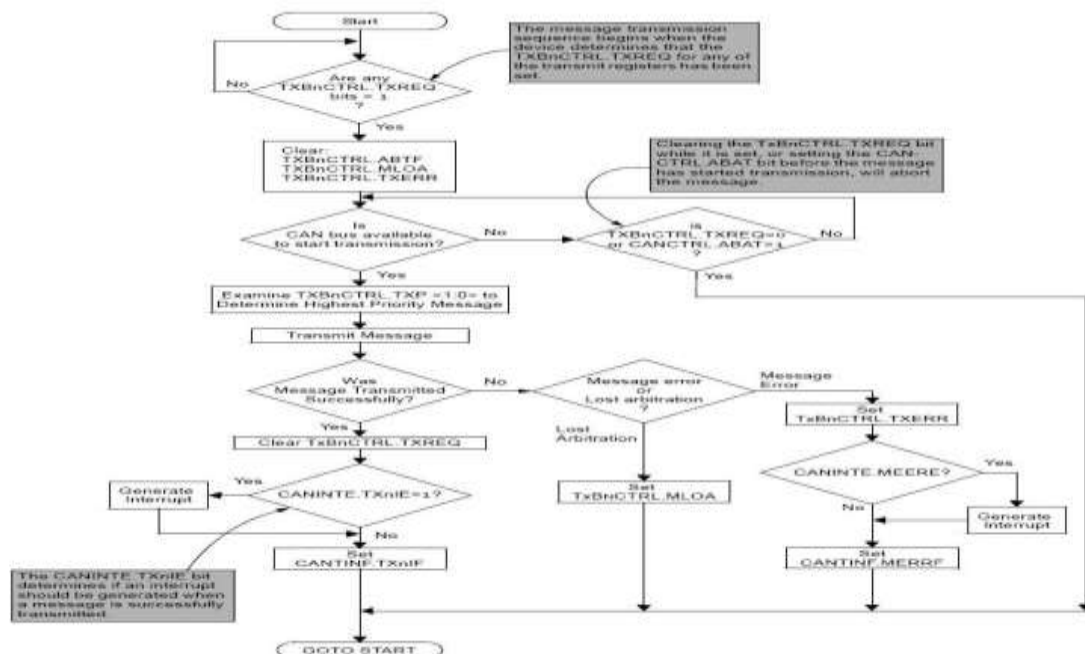 Start
The message transmission
sequence begins when the
device determines that the
TXBnCTRL.TXREQ for any of
the transmit registers has been
set.
No
Are any
TXBnCTRL.TXREQ
bits = 1
?
Yes
Clear:
TXBnCTRL.ABTF
TXBnCTRL.MLOA
TXBnCTRL.TXERR
Clearing the TxBnCTRL.TXREQ bit
while it is set, or setting the CAN-
CTRL.ABAT bit before the message
has started transmission, will abort
the message.
Is
CAN bus available
to start transmission?
No
is
TXBnCTRL.TXREQ=0
or CANCTRL.ABAT=1
?
No
Yes
Yes
Examine TXBnCTRL.TXP <1:0> to
Determine Highest Priority Message
Transmit Message
Was
Message Transmitted
Successfully?
No
Message error
or
Lost arbitration
?
Message
Error
Yes
Lost
Arbitration
Set
TxBnCTRL.TXERR
Clear TxBnCTRL.TXREQ
CANINTE.MEERE?
Yes
Yes
CANINTE.TXnIE=1?
Generate
Interrupt
Set
TxBnCTRL.MLOA
No
Generate
Interrupt
No
Set
CANTINF.TXnIF
Set
CANTINF.MERRF
The CANINTE.TXnIE bit
determines if an interrupt
should be generated when
a message is successfully
transmitted.
GOTO START